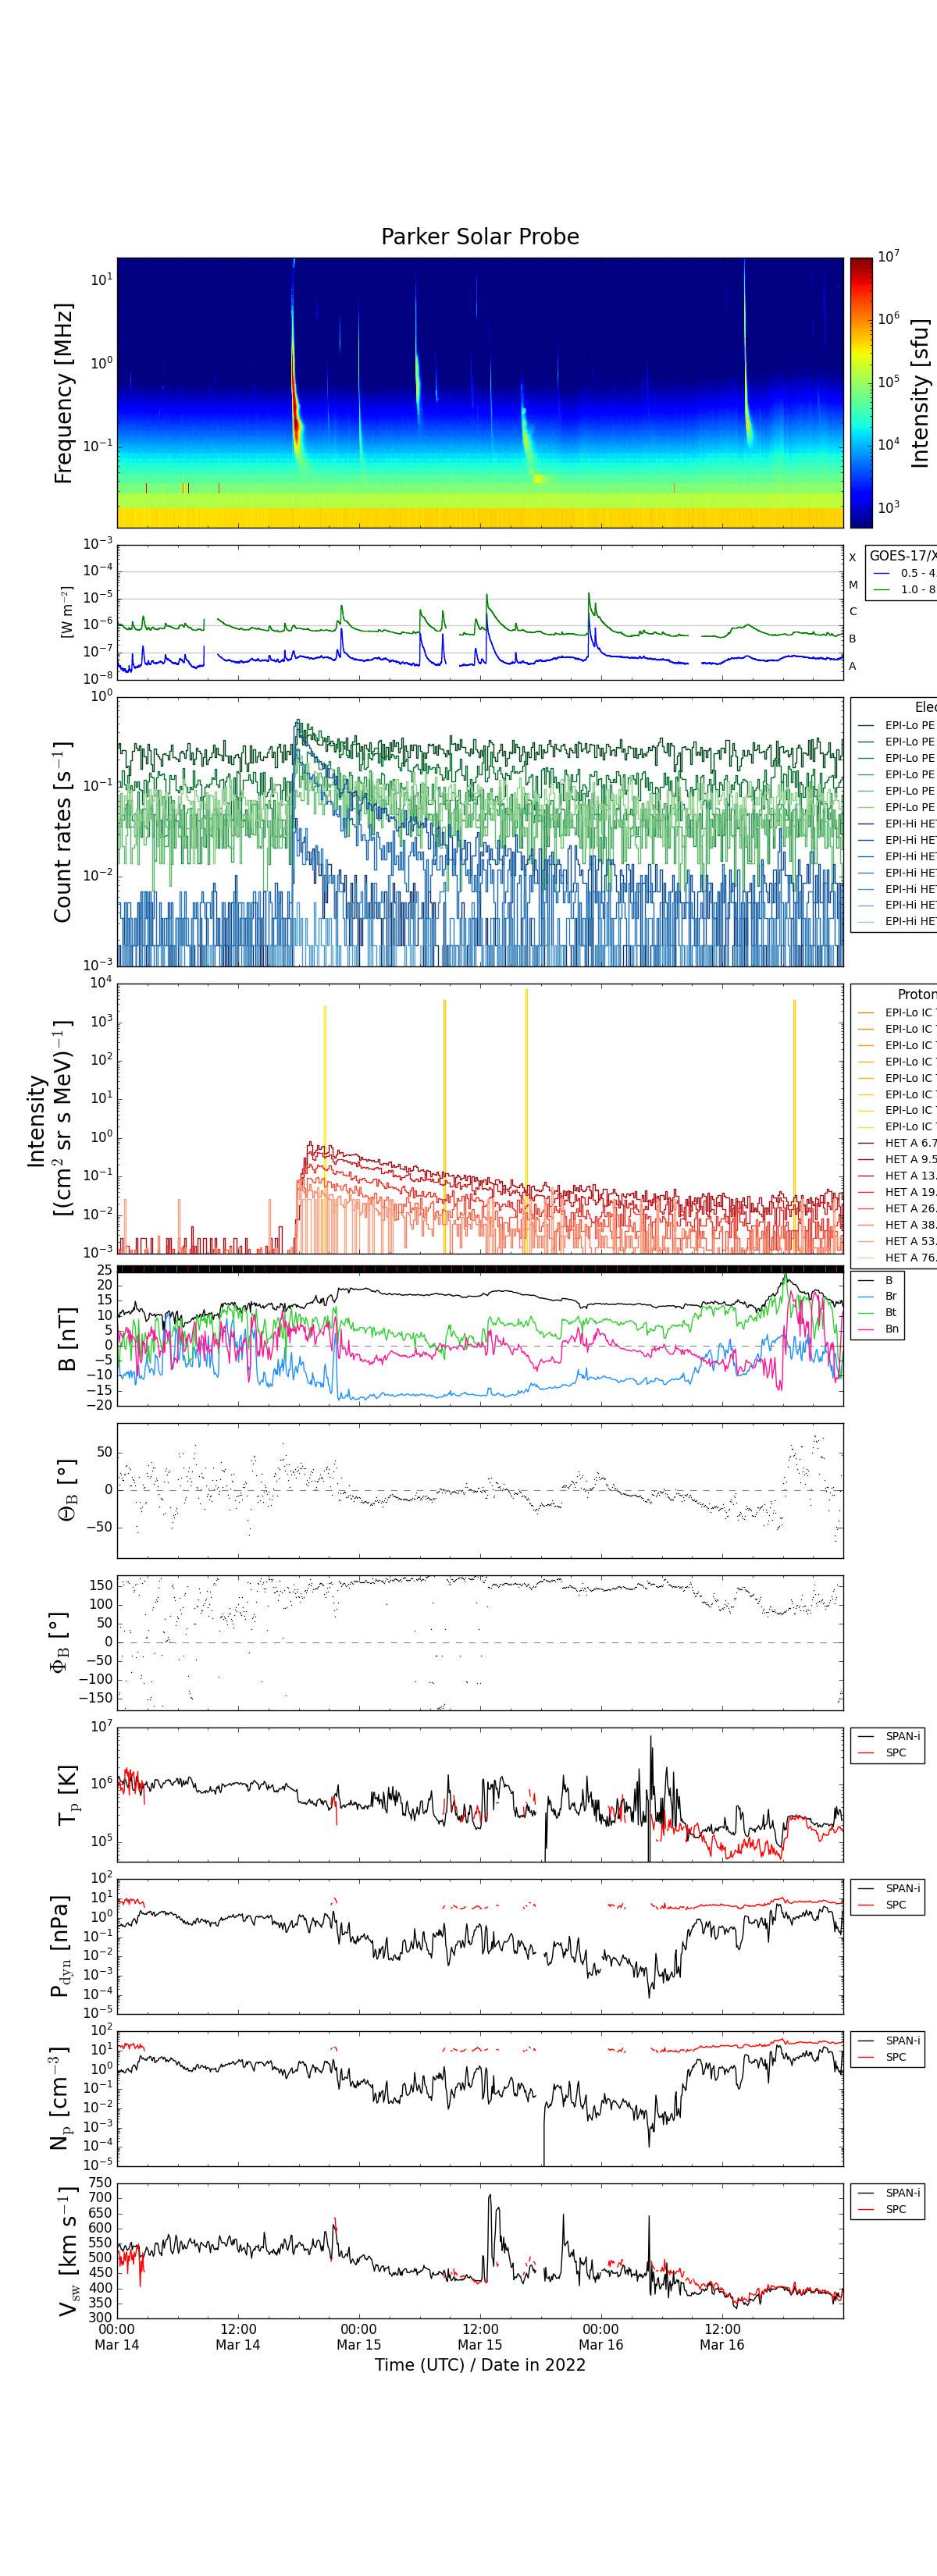 Parker Solar Probe
Frequency [MHz]
10¹
10⁰
10⁻¹
10⁷
10⁶
10⁵
10⁴
10³
Intensity [sfu]
[W m⁻²]
10⁻³
10⁻⁴
10⁻⁵
10⁻⁶
10⁻⁷
10⁻⁸
X
M
C
B
A
GOES-17/X
0.5 - 4.
1.0 - 8
Count rates [s⁻¹]
10⁰
10⁻¹
10⁻²
10⁻³
Elec
EPI-Lo PE
EPI-Lo PE
EPI-Lo PE
EPI-Lo PE
EPI-Lo PE
EPI-Lo PE
EPI-Hi HET
EPI-Hi HET
EPI-Hi HET
EPI-Hi HET
EPI-Hi HET
EPI-Hi HET
EPI-Hi HET
Intensity
[(cm² sr s MeV)⁻¹]
10⁴
10³
10²
10¹
10⁰
10⁻¹
10⁻²
10⁻³
Proton
EPI-Lo IC T
EPI-Lo IC T
EPI-Lo IC T
EPI-Lo IC T
EPI-Lo IC T
EPI-Lo IC T
EPI-Lo IC T
EPI-Lo IC T
HET A 6.7
HET A 9.5
HET A 13.
HET A 19.
HET A 26.
HET A 38.
HET A 53.
HET A 76.
B [nT]
25
20
15
10
5
0
−5
−10
−15
−20
B
Br
Bt
Bn
Θ_B [°]
50
0
−50
Φ_B [°]
150
100
50
0
−50
−100
−150
T_p [K]
10⁷
10⁶
10⁵
SPAN-i
SPC
P_dyn [nPa]
10²
10¹
10⁰
10⁻¹
10⁻²
10⁻³
10⁻⁴
10⁻⁵
SPAN-i
SPC
N_p [cm⁻³]
10²
10¹
10⁰
10⁻¹
10⁻²
10⁻³
10⁻⁴
10⁻⁵
SPAN-i
SPC
V_sw [km s⁻¹]
750
700
650
600
550
500
450
400
350
300
SPAN-i
SPC
00:00 12:00 00:00 12:00 00:00 12:00
Mar 14 Mar 14 Mar 15 Mar 15 Mar 16 Mar 16
Time (UTC) / Date in 2022